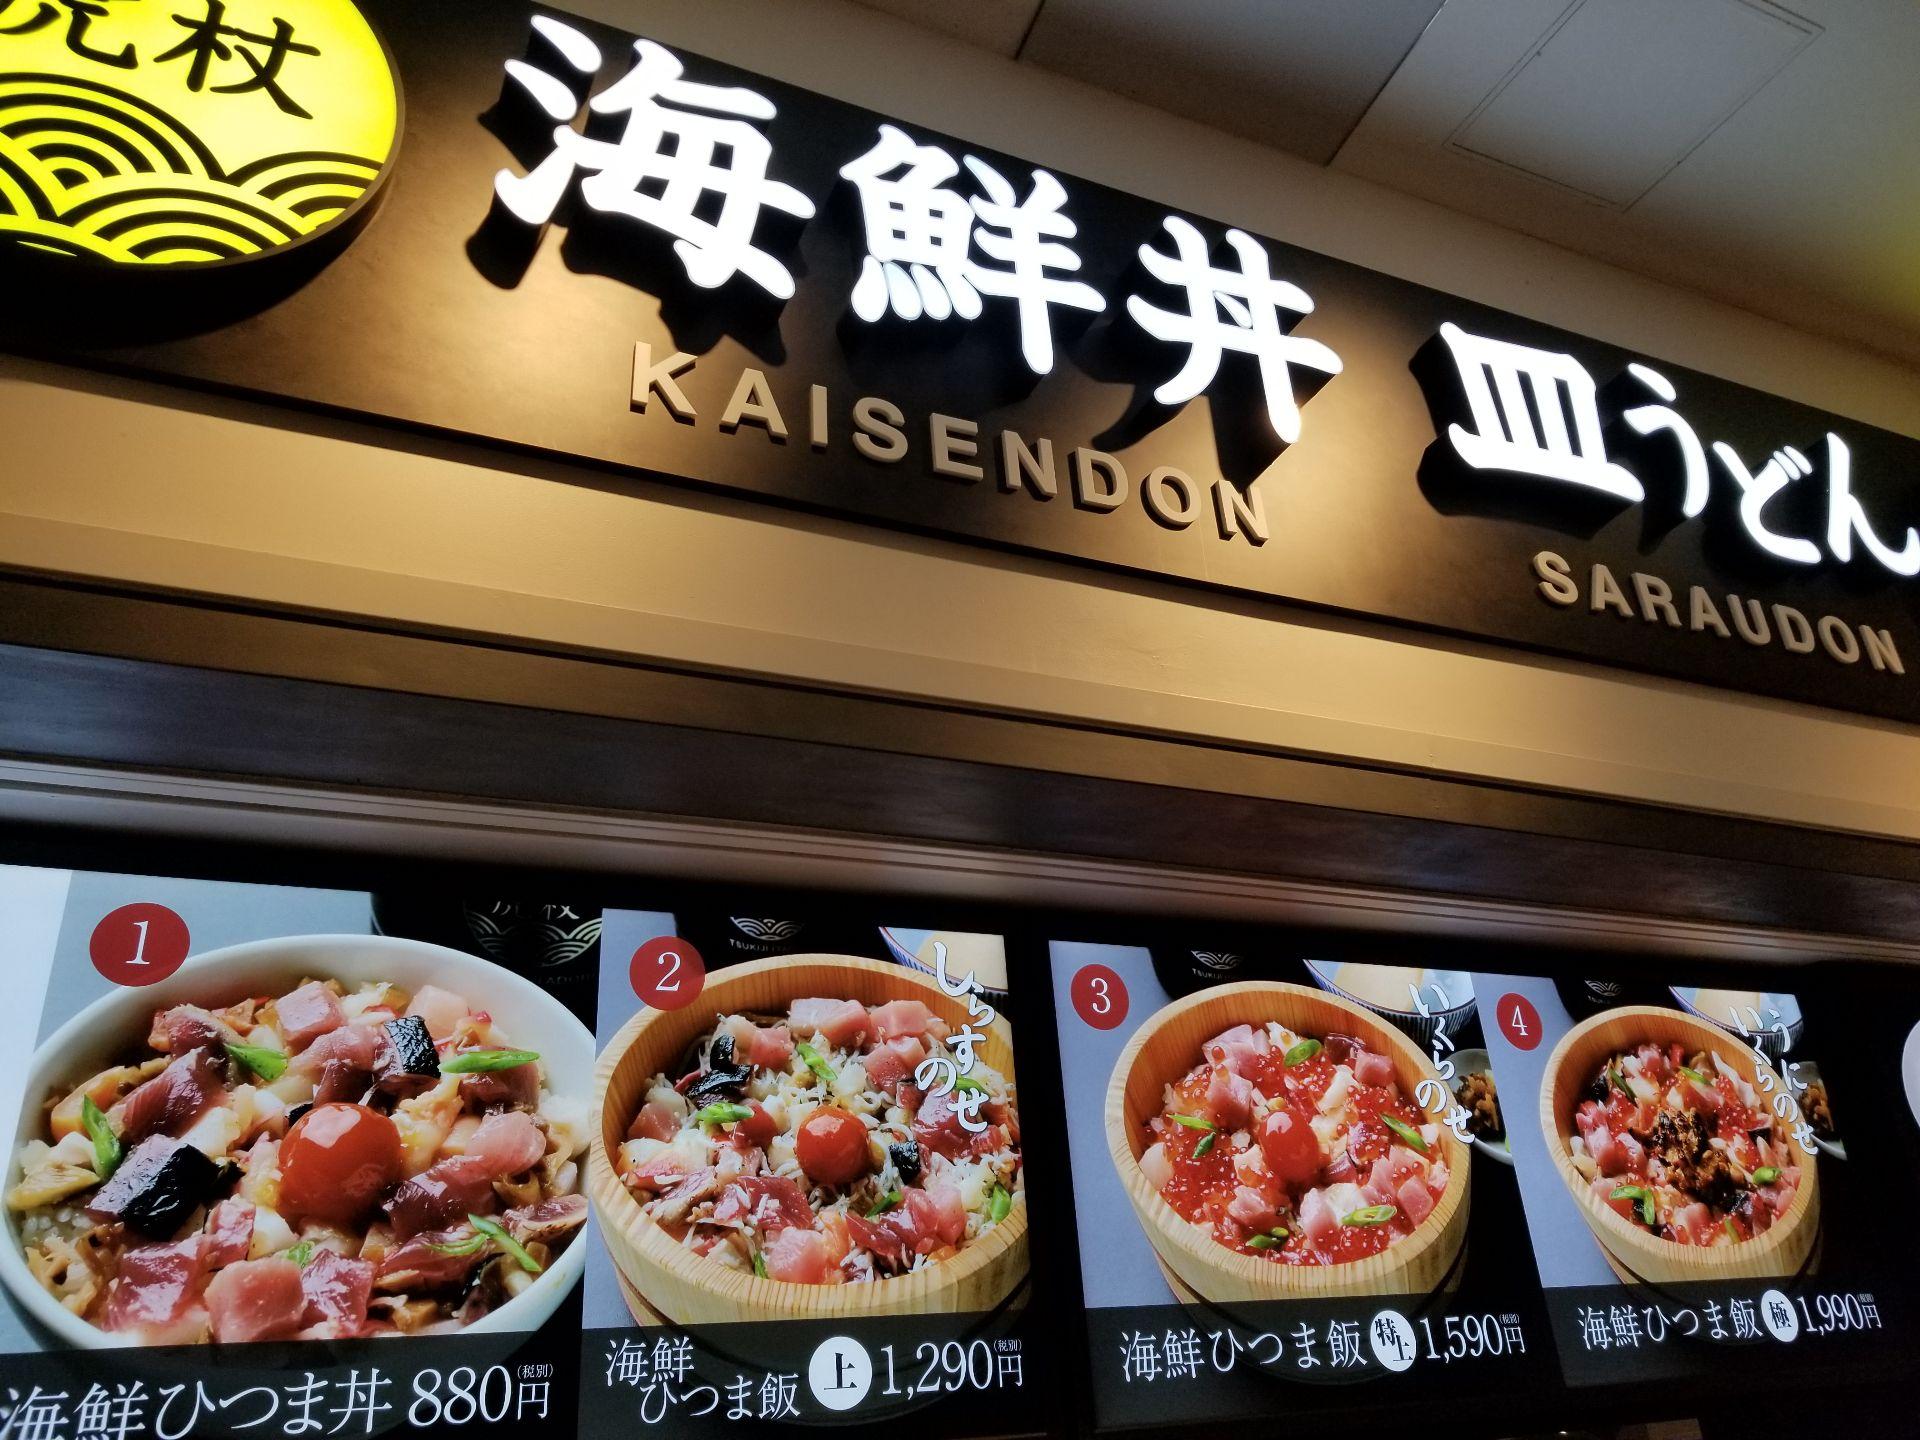 虎杖
海鮮丼 皿うどん
KAISENDON SARAUDON
1
海鮮ひつま丼 880円(税別)
2
TSUKIJI
しらすのせ
海鮮ひつま飯 上 1,290円(税別)
3
いくらのせ
海鮮ひつま飯 特上 1,590円(税別)
4
うに
いくらのせ
海鮮ひつま飯 極 1,990円(税別)